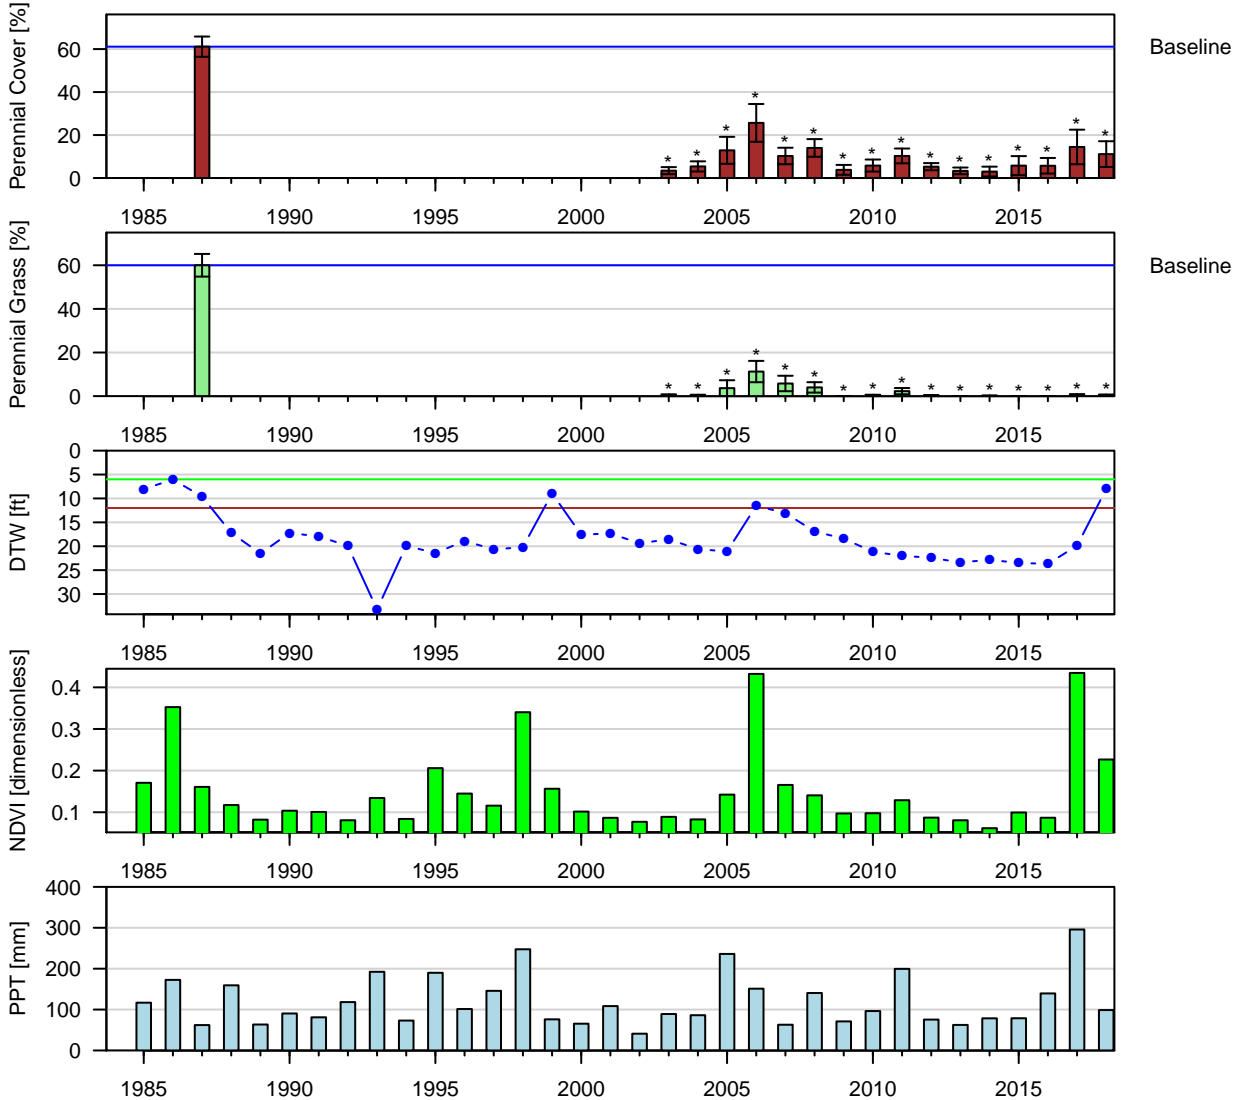 Perennial Cover [%]
60
40
20
0
* * * * * * * * * * * * * * * *
Baseline
1985 1990 1995 2000 2005 2010 2015
Perennial Grass [%]
60
40
20
0
* * * * * * * * * * * * * * * *
Baseline
1985 1990 1995 2000 2005 2010 2015
DTW [ft]
0
5
10
15
20
25
30
1985 1990 1995 2000 2005 2010 2015
NDVI [dimensionless]
0.4
0.3
0.2
0.1
1985 1990 1995 2000 2005 2010 2015
PPT [mm]
400
300
200
100
0
1985 1990 1995 2000 2005 2010 2015